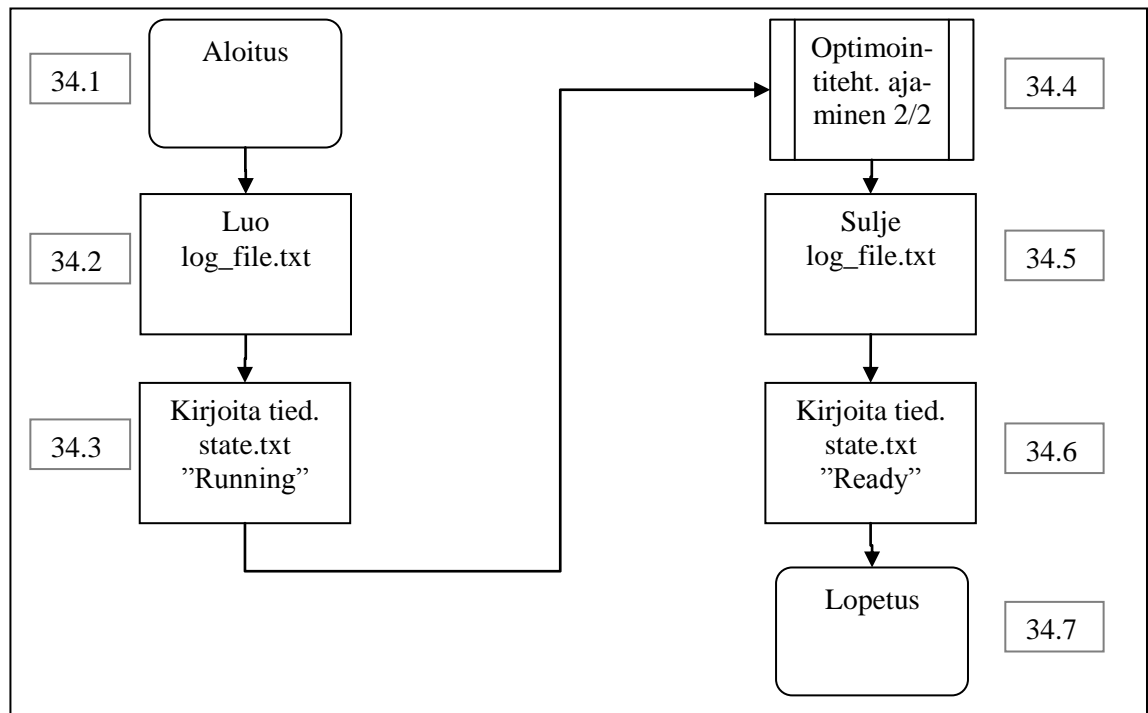 34.1
Aloitus
34.2
Luo
log_file.txt
34.3
Kirjoita tied.
state.txt
”Running”
Optimoin-
titeht. aja-
minen 2/2
34.4
Sulje
log_file.txt
34.5
Kirjoita tied.
state.txt
”Ready”
34.6
Lopetus
34.7